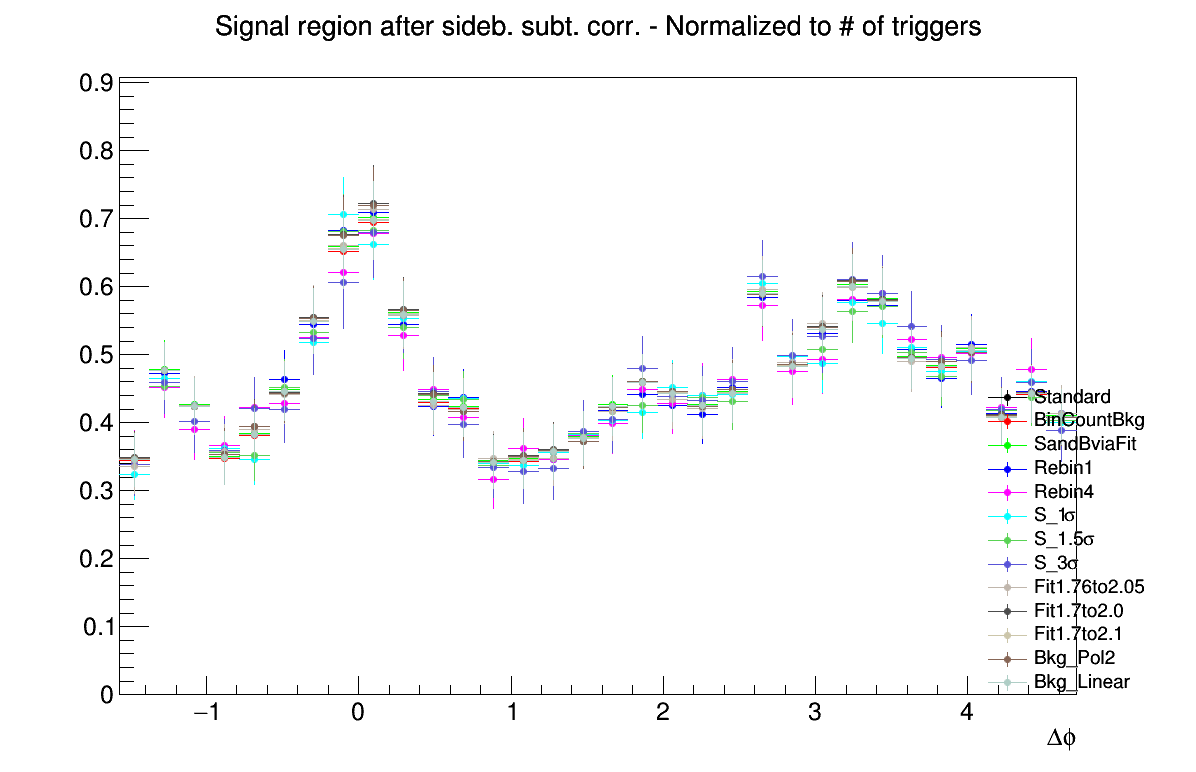 Signal region after sideb. subt. corr. - Normalized to # of triggers
0.9
0.8
0.7
0.6
0.5
0.4
0.3
0.2
0.1
0
Standard
BinCountBkg
SandBviaFit
Rebin1
Rebin4
S_1σ
S_1.5σ
S_3σ
Fit1.76to2.05
Fit1.7to2.0
Fit1.7to2.1
Bkg_Pol2
Bkg_Linear
−1 0 1 2 3 4
Δϕ